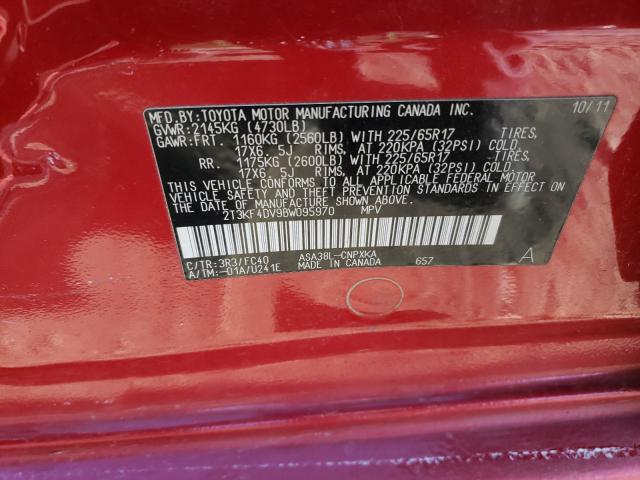 MFD.BY:TOYOTA MOTOR MANUFACTURING CANADA INC. 10/11
GVWR:2145KG (4730LB)
GAWR:FRT. 1160KG (2560LB) WITH 225/65R17 TIRES,
17X6.5J RIMS, AT 220KPA (32PSI) COLD
RR. 1175KG (2600LB) WITH 225/65R17 TIRES,
17X6.5J RIMS, AT 220KPA (32PSI) COLD
THIS VEHICLE CONFORMS TO ALL APPLICABLE FEDERAL MOTOR
VEHICLE SAFETY AND THEFT PREVENTION STANDARDS IN EFFECT ON
THE DATE OF MANUFACTURE SHOWN ABOVE.
2T3KF4DV9BW095970 MPV
C/TR:3R3/FC40 ASA38L-CNPXKA
A/TM:-01A/U241E MADE IN CANADA 657 A